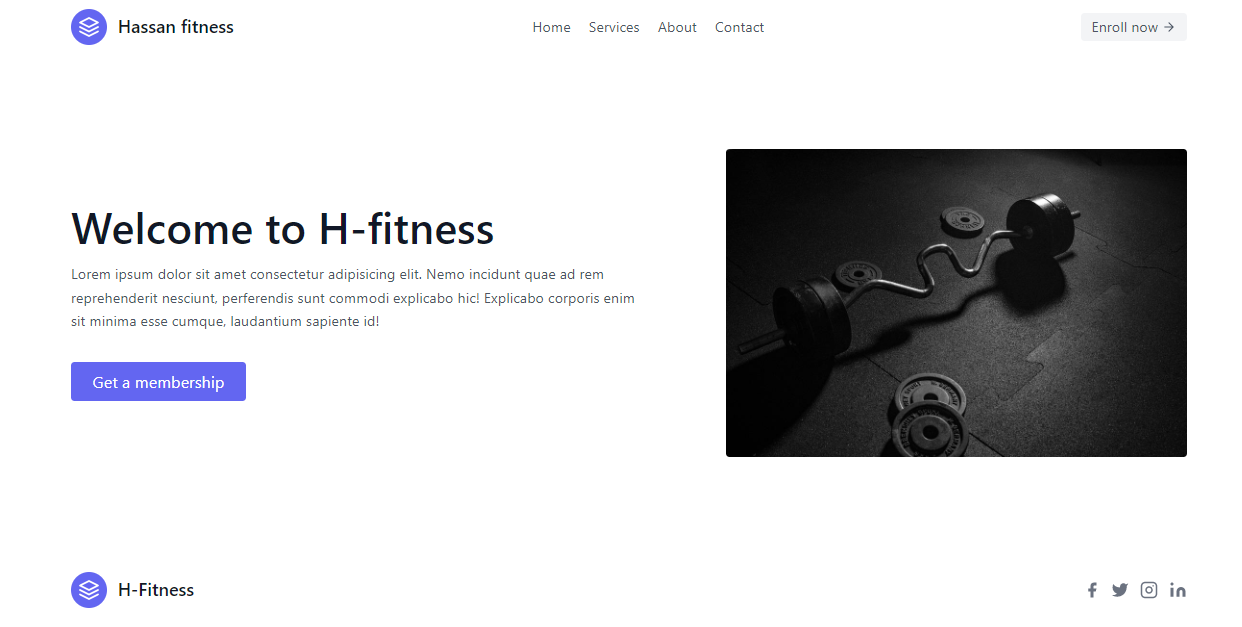 Hassan fitness
Home Services About Contact
Enroll now →
Welcome to H-fitness
Lorem ipsum dolor sit amet consectetur adipisicing elit. Nemo incidunt quae ad rem
reprehenderit nesciunt, perferendis sunt commodi explicabo hic! Explicabo corporis enim
sit minima esse cumque, laudantium sapiente id!
Get a membership
H-Fitness